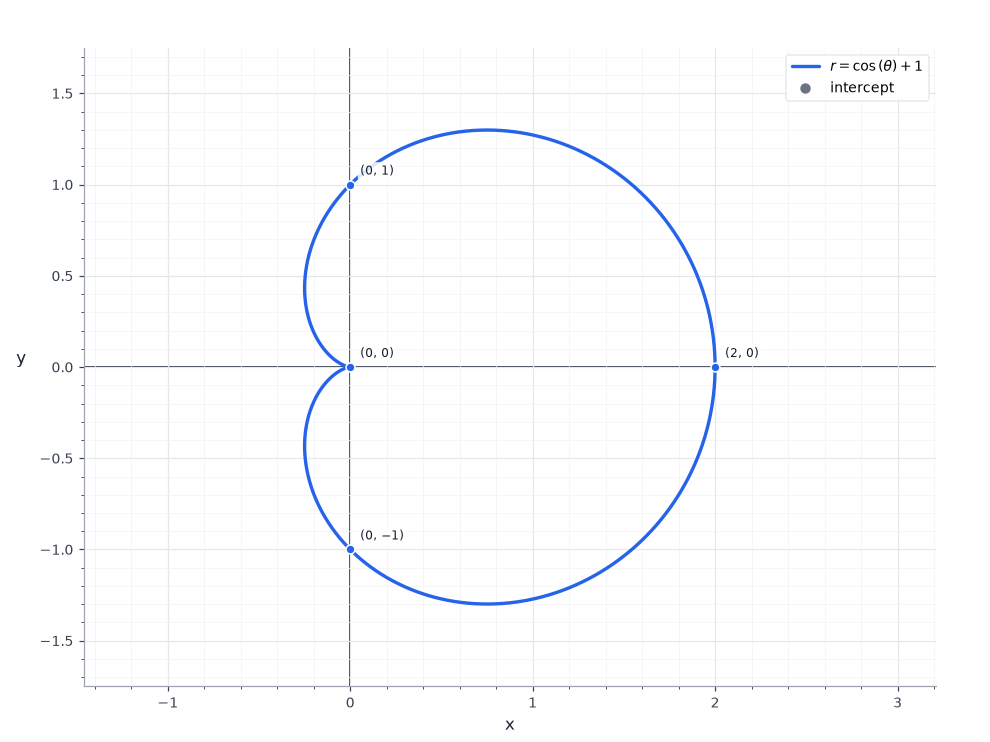 r = cos (θ) + 1
intercept
1.5
1.0
0.5
0.0
−0.5
−1.0
−1.5
y
(0, 1)
(0, 0)
(2, 0)
(0, −1)
−1 0 1 2 3
x